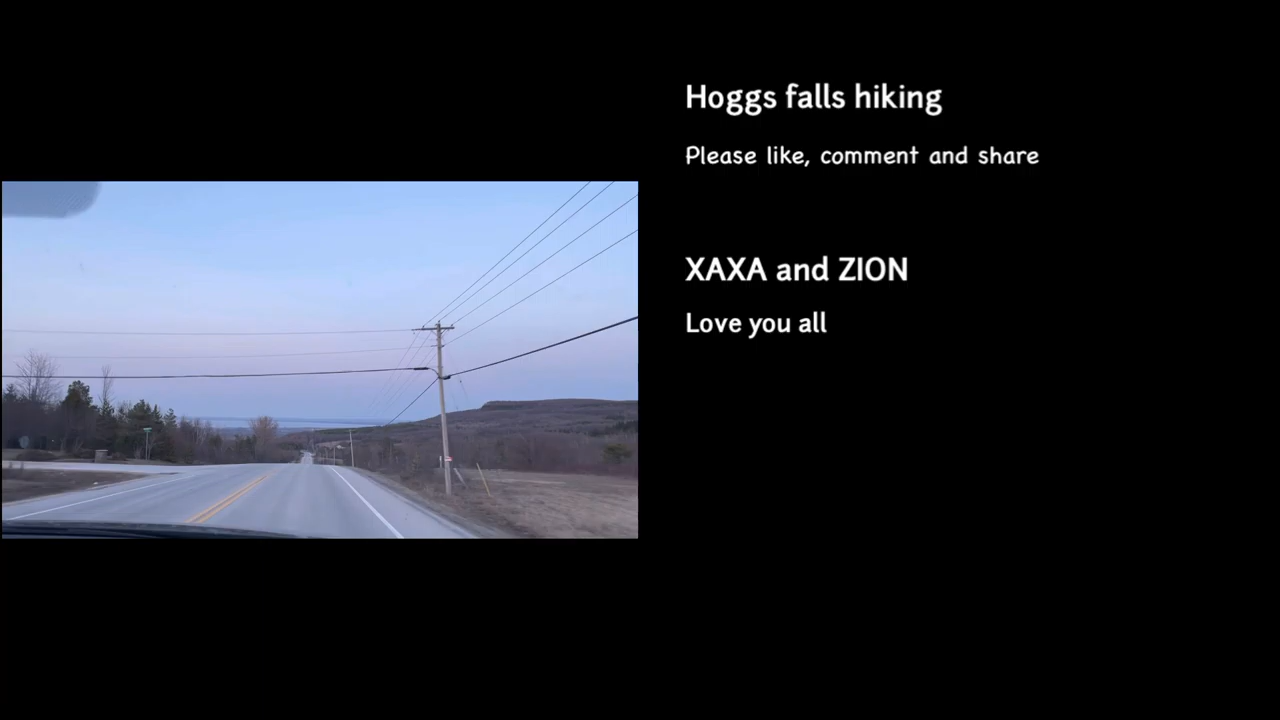 Hoggs falls hiking
Please like, comment and share
XAXA and ZION
Love you all